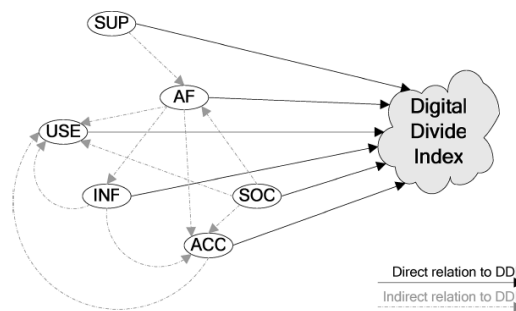 SUP
AF
Digital
Divide
Index
USE
INF
SOC
ACC
Direct relation to DD
Indirect relation to DD